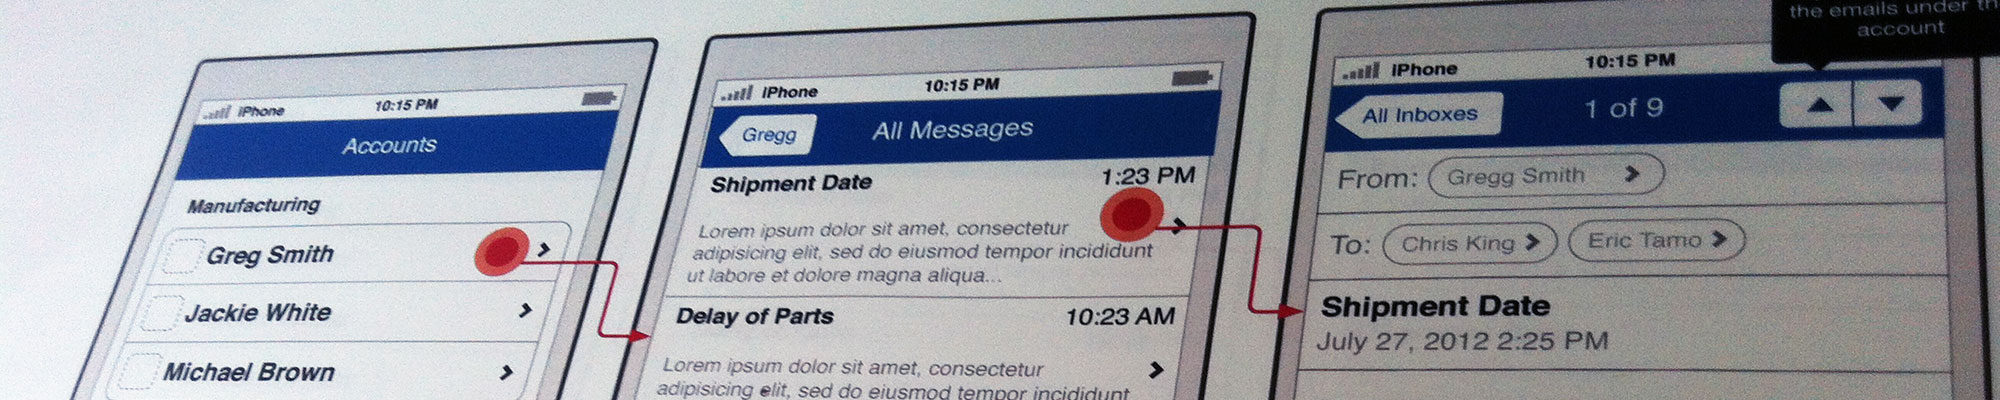 iPhone 10:15 PM
Accounts
Manufacturing
Greg Smith
Jackie White
Michael Brown
iPhone 10:15 PM
Gregg All Messages
Shipment Date 1:23 PM
Lorem ipsum dolor sit amet, consectetur
adipisicing elit, sed do eiusmod tempor incididunt
ut labore et dolore magna aliqua...
Delay of Parts 10:23 AM
Lorem ipsum dolor sit amet, consectetur
adipisicing elit, sed do eiusmod tempor incididunt
the emails under
account
iPhone 10:15 PM
All Inboxes 1 of 9
From: Gregg Smith
To: Chris King Eric Tamo
Shipment Date
July 27, 2012 2:25 PM